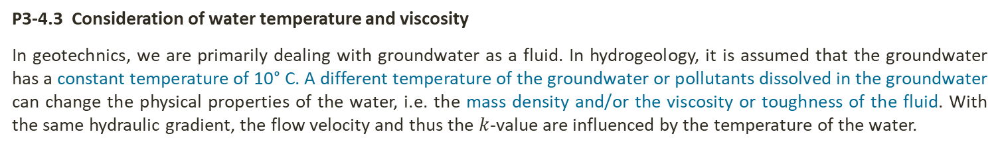 P3-4.3 Consideration of water temperature and viscosity
In geotechnics, we are primarily dealing with groundwater as a fluid. In hydrogeology, it is assumed that the groundwater
has a constant temperature of 10° C. A different temperature of the groundwater or pollutants dissolved in the groundwater
can change the physical properties of the water, i.e. the mass density and/or the viscosity or toughness of the fluid. With
the same hydraulic gradient, the flow velocity and thus the k-value are influenced by the temperature of the water.